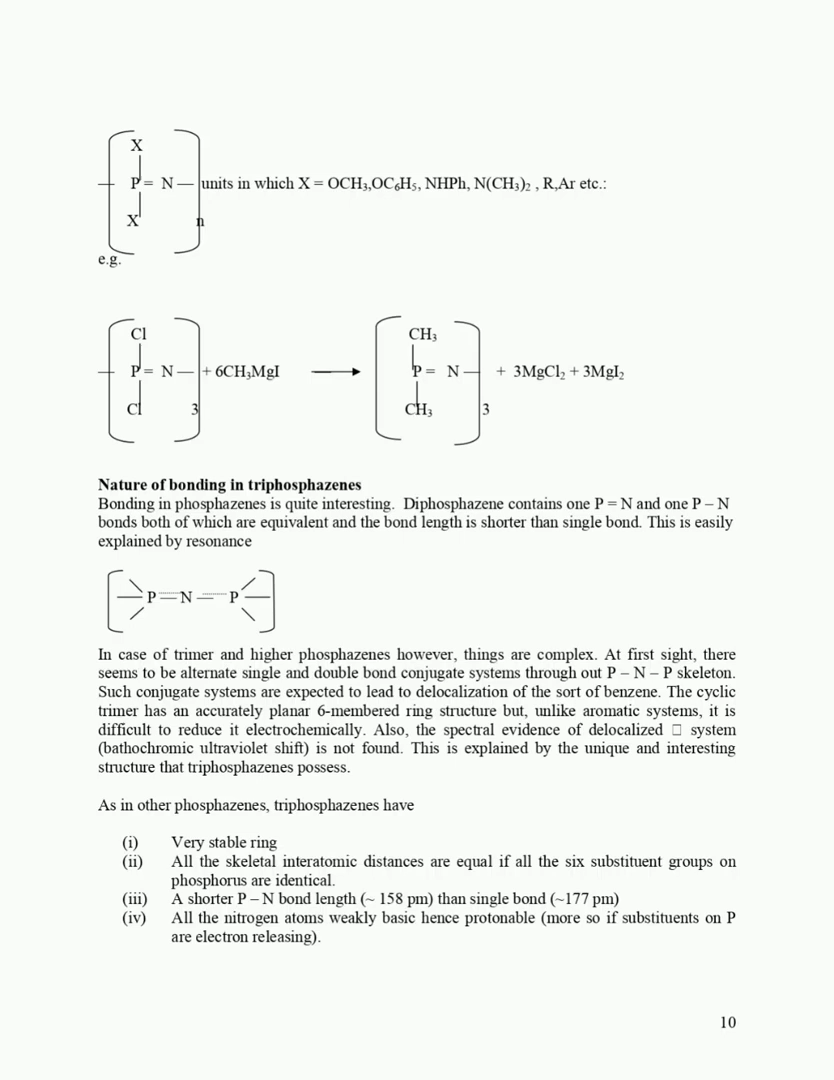 X
P = N — units in which X = OCH₃,OC₆H₅, NHPh, N(CH₃)₂ , R,Ar etc.:
X n
e.g.
Cl CH₃
P = N — + 6CH₃MgI ⟶ P = N — + 3MgCl₂ + 3MgI₂
Cl 3 CH₃ 3
Nature of bonding in triphosphazenes
Bonding in phosphazenes is quite interesting. Diphosphazene contains one P = N and one P – N
bonds both of which are equivalent and the bond length is shorter than single bond. This is easily
explained by resonance
P N P
In case of trimer and higher phosphazenes however, things are complex. At first sight, there
seems to be alternate single and double bond conjugate systems through out P – N – P skeleton.
Such conjugate systems are expected to lead to delocalization of the sort of benzene. The cyclic
trimer has an accurately planar 6-membered ring structure but, unlike aromatic systems, it is
difficult to reduce it electrochemically. Also, the spectral evidence of delocalized □ system
(bathochromic ultraviolet shift) is not found. This is explained by the unique and interesting
structure that triphosphazenes possess.
As in other phosphazenes, triphosphazenes have
(i) Very stable ring
(ii) All the skeletal interatomic distances are equal if all the six substituent groups on
phosphorus are identical.
(iii) A shorter P – N bond length (~ 158 pm) than single bond (~177 pm)
(iv) All the nitrogen atoms weakly basic hence protonable (more so if substituents on P
are electron releasing).
10